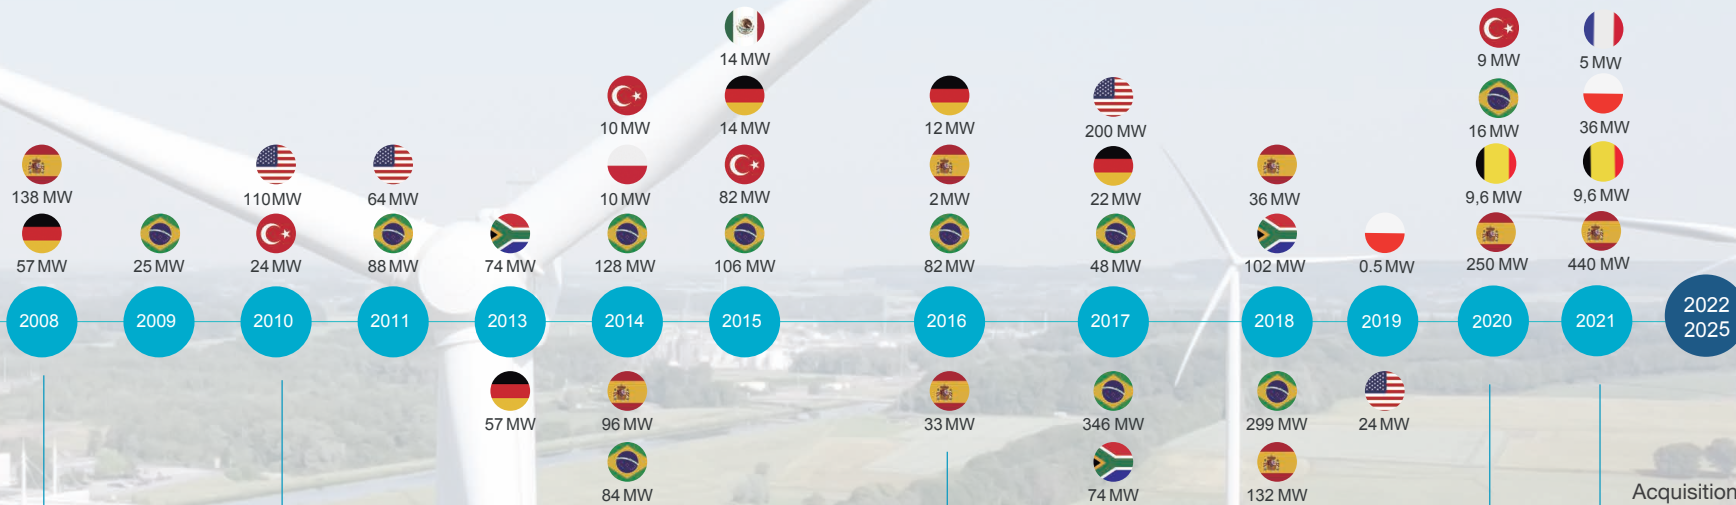 14 MW
9 MW
5 MW
10 MW
14 MW
12 MW
200 MW
16 MW
36 MW
138 MW
110 MW
64 MW
10 MW
82 MW
2 MW
22 MW
36 MW
9,6 MW
9,6 MW
57 MW
25 MW
24 MW
88 MW
74 MW
128 MW
106 MW
82 MW
48 MW
102 MW
0.5 MW
250 MW
440 MW
2008
2009
2010
2011
2013
2014
2015
2016
2017
2018
2019
2020
2021
2022
2025
57 MW
96 MW
33 MW
346 MW
299 MW
24 MW
84 MW
74 MW
132 MW
Acquisition